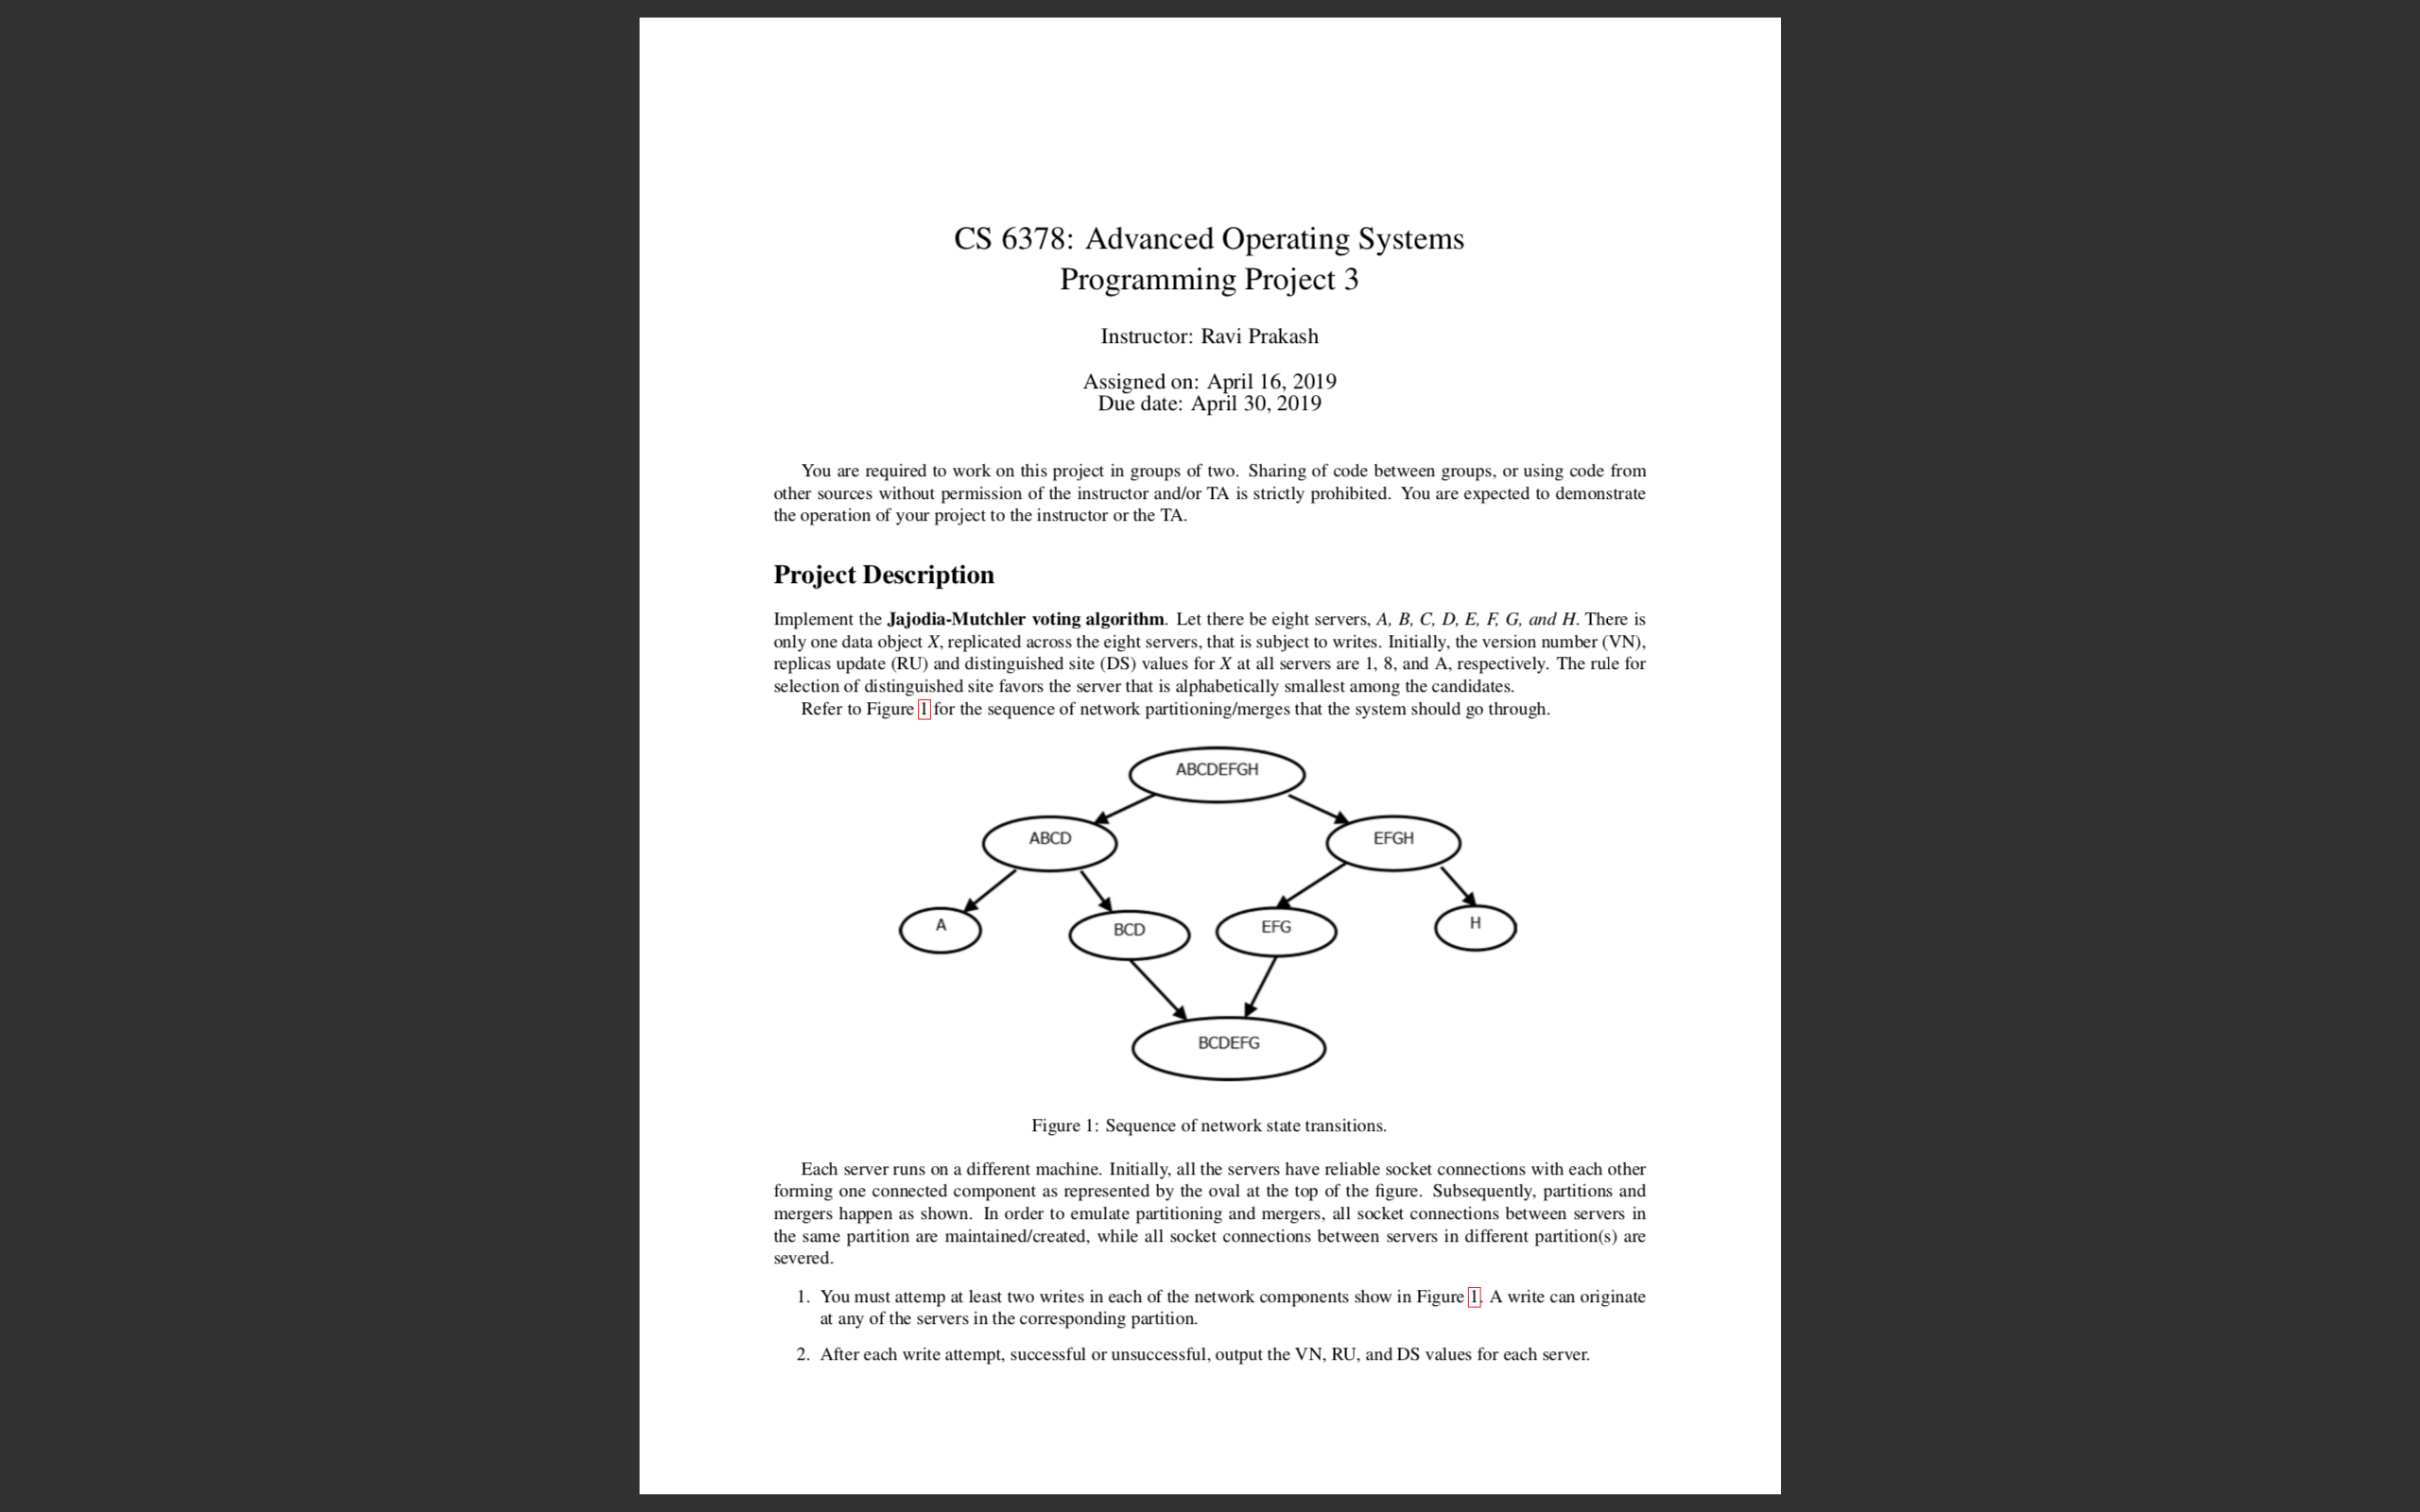 CS 6378: Advanced Operating Systems
Programming Project 3
Instructor: Ravi Prakash
Assigned on: April 16, 2019
Due date: April 30, 2019
You are required to work on this project in groups of two. Sharing of code between groups, or using code from
other sources without permission of the instructor and/or TA is strictly prohibited. You are expected to demonstrate
the operation of your project to the instructor or the TA.
Project Description
Implement the Jajodia-Mutchler voting algorithm. Let there be eight servers, A, B, C, D, E, F, G, and H. There is
only one data object X, replicated across the eight servers, that is subject to writes. Initially, the version number (VN),
replicas update (RU) and distinguished site (DS) values for X at all servers are 1, 8, and A, respectively. The rule for
selection of distinguished site favors the server that is alphabetically smallest among the candidates.
Refer to Figure 1 for the sequence of network partitioning/merges that the system should go through.
ABCDEFGH
ABCD
EFGH
A
BCD
EFG
H
BCDEFG
Figure 1: Sequence of network state transitions.
Each server runs on a different machine. Initially, all the servers have reliable socket connections with each other
forming one connected component as represented by the oval at the top of the figure. Subsequently, partitions and
mergers happen as shown. In order to emulate partitioning and mergers, all socket connections between servers in
the same partition are maintained/created, while all socket connections between servers in different partition(s) are
severed.
1. You must attemp at least two writes in each of the network components show in Figure 1. A write can originate
at any of the servers in the corresponding partition.
2. After each write attempt, successful or unsuccessful, output the VN, RU, and DS values for each server.